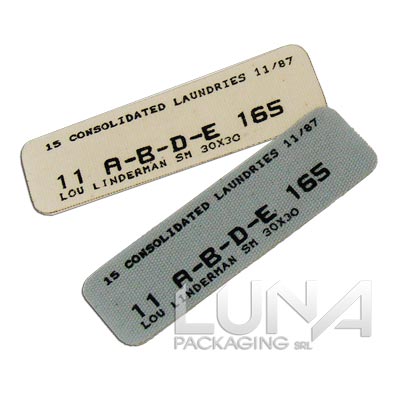 15 CONSOLIDATED LAUNDRIES 11/87
11 A-B-D-E 165
LOU LINDERMAN SM 30X30
15 CONSOLIDATED LAUNDRIES 11/87
11 A-B-D-E 165
LOU LINDERMAN SM 30X30
LUNA
PACKAGING SRL